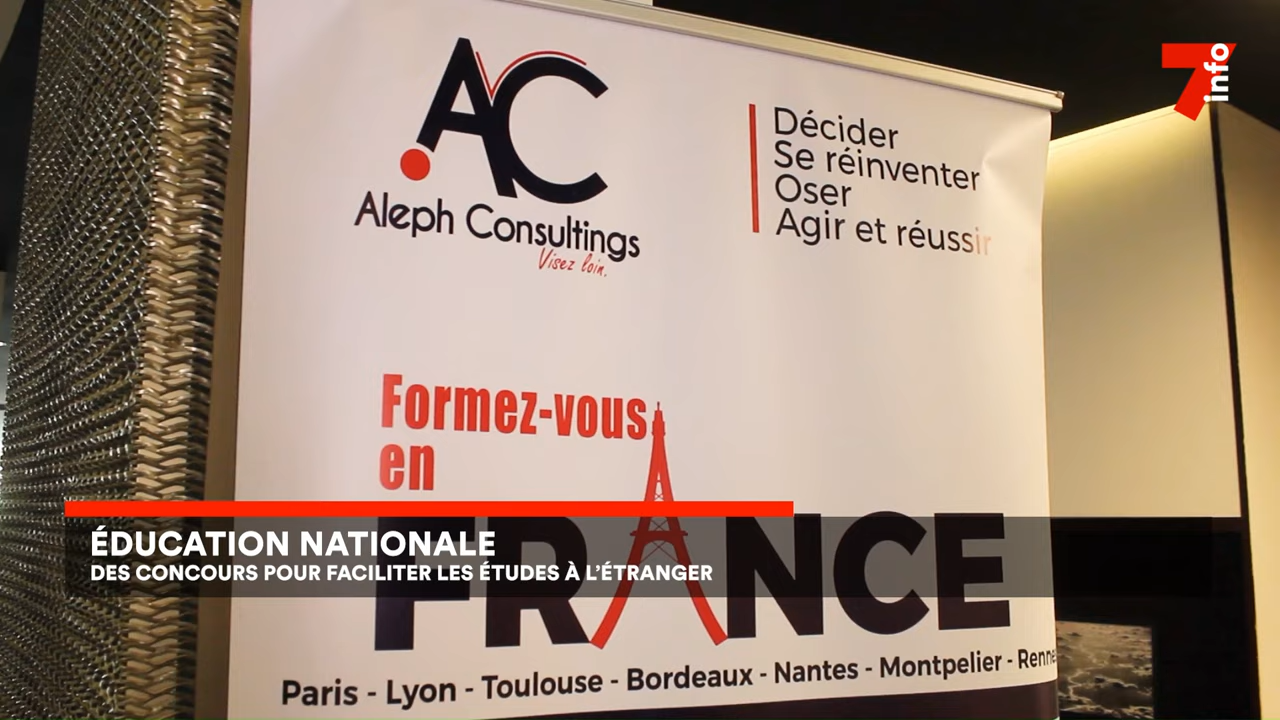 7 info
AC
Aleph Consultings
Visez loin.
Décider
Se réinventer
Oser
Agir et réussir
Formez-vous
en
FRANCE
ÉDUCATION NATIONALE
DES CONCOURS POUR FACILITER LES ÉTUDES À L'ÉTRANGER
Paris - Lyon - Toulouse - Bordeaux - Nantes - Montpelier - Renne